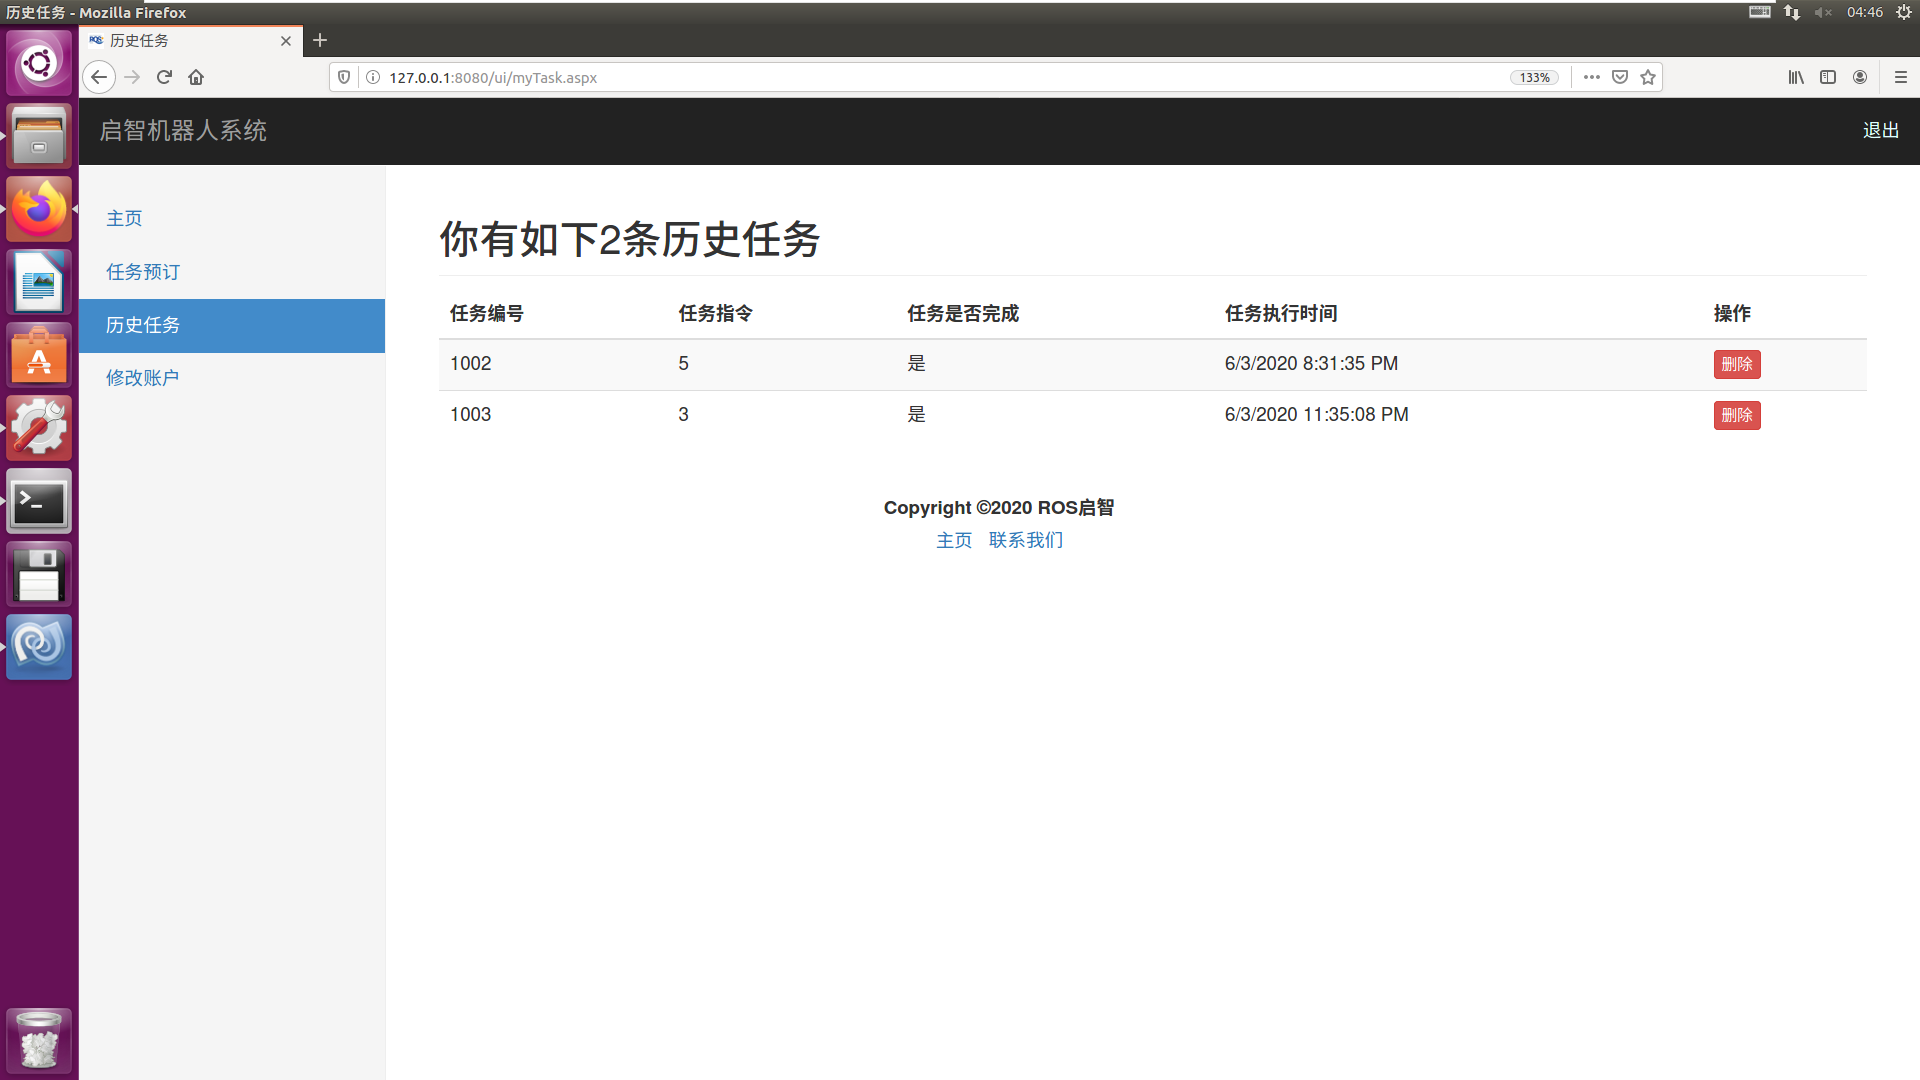 历史任务 - Mozilla Firefox
04:46
历史任务
127.0.0.1:8080/ui/myTask.aspx
133%
启智机器人系统
退出
主页
任务预订
历史任务
修改账户
你有如下2条历史任务
任务编号 任务指令 任务是否完成 任务执行时间 操作
1002 5 是 6/3/2020 8:31:35 PM 删除
1003 3 是 6/3/2020 11:35:08 PM 删除
Copyright ©2020 ROS启智
主页 联系我们